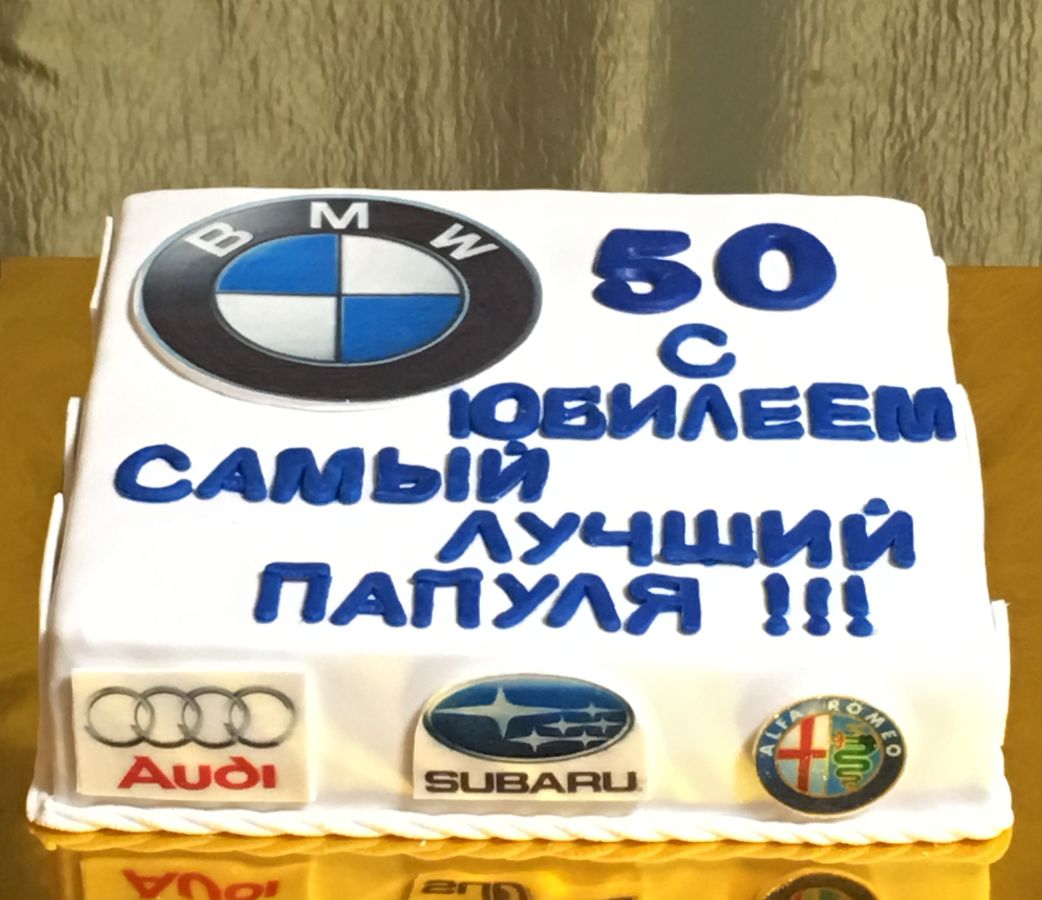 BMW
50
С
ЮБИЛЕЕМ
САМЫЙ
ЛУЧШИЙ
ПАПУЛЯ !!!
Audi
SUBARU
ALFA ROMEO